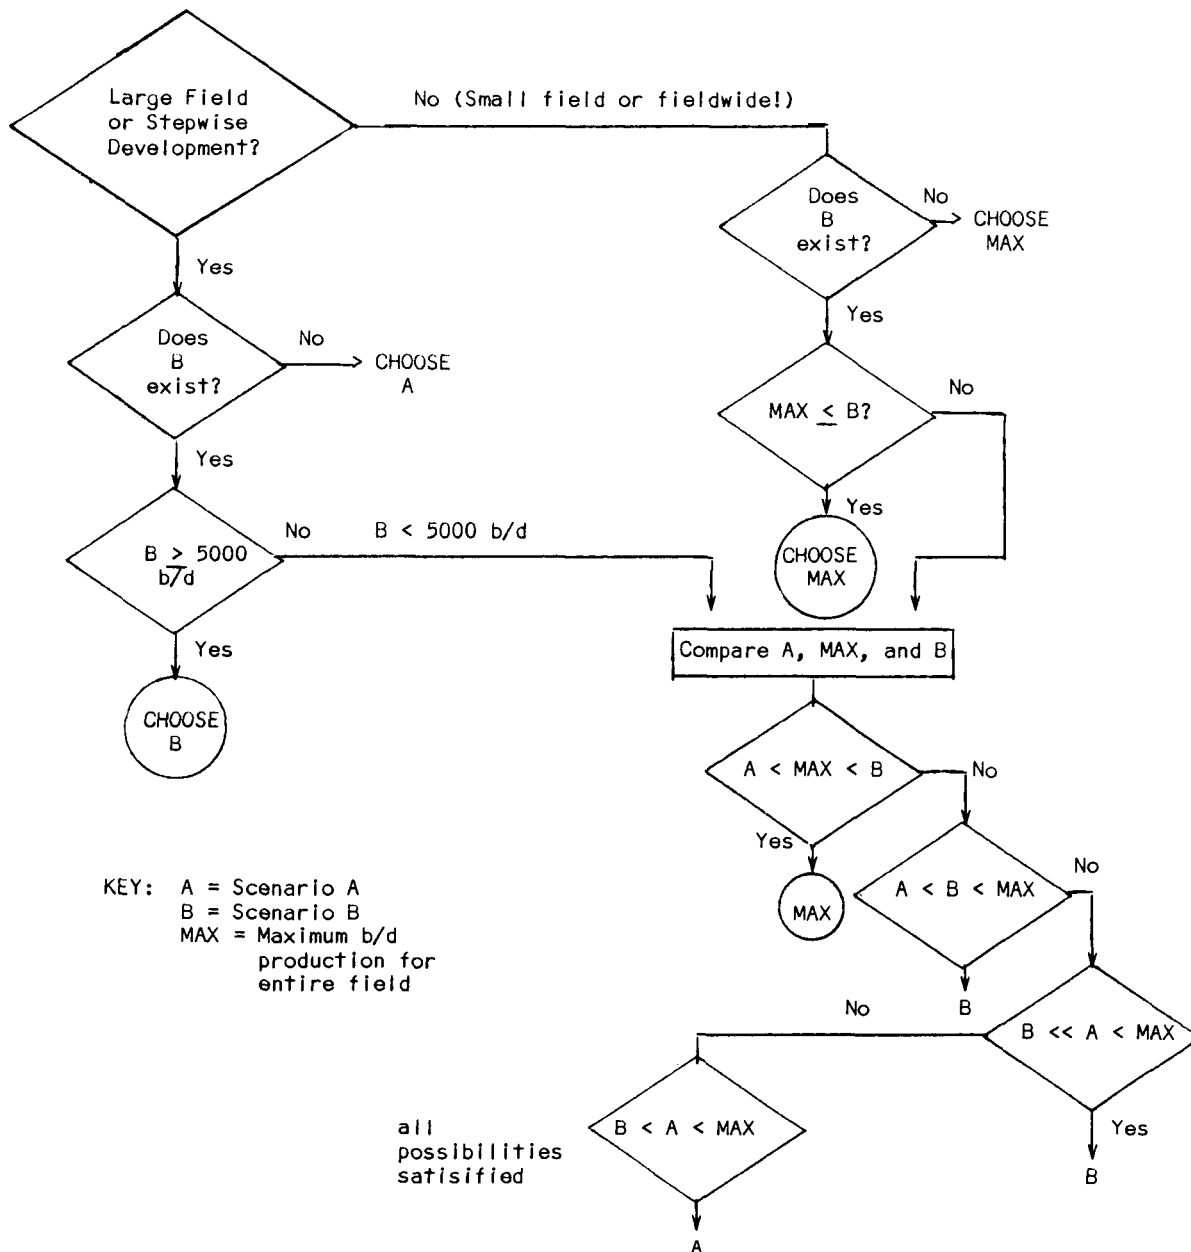 Large Field
or Stepwise
Development?
No (Small field or fieldwide!)
Does
B
exist?
No
CHOOSE
MAX
Yes
Yes
Does
B
exist?
No
CHOOSE
A
MAX ≤ B?
No
Yes
Yes
B ≥ 5000
b/d
No
B < 5000 b/d
CHOOSE
MAX
Yes
Compare A, MAX, and B
CHOOSE
B
A < MAX < B
No
Yes
MAX
A < B < MAX
No
B
KEY: A = Scenario A
B = Scenario B
MAX = Maximum b/d
production for
entire field
B << A < MAX
No
Yes
B
B < A < MAX
all
possibilities
satisified
A